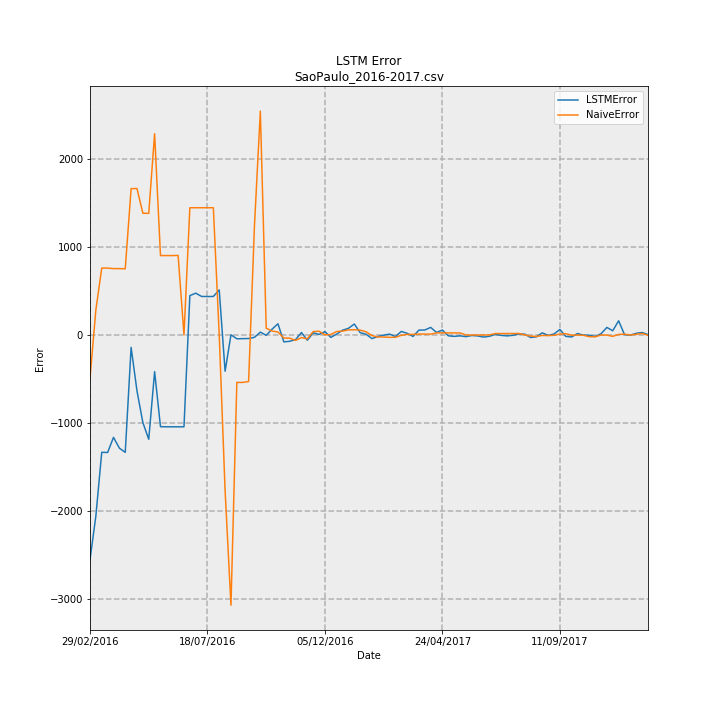 LSTM Error
SaoPaulo_2016-2017.csv
LSTMError
NaiveError
2000
1000
0
−1000
−2000
−3000
Error
29/02/2016
18/07/2016
05/12/2016
24/04/2017
11/09/2017
Date